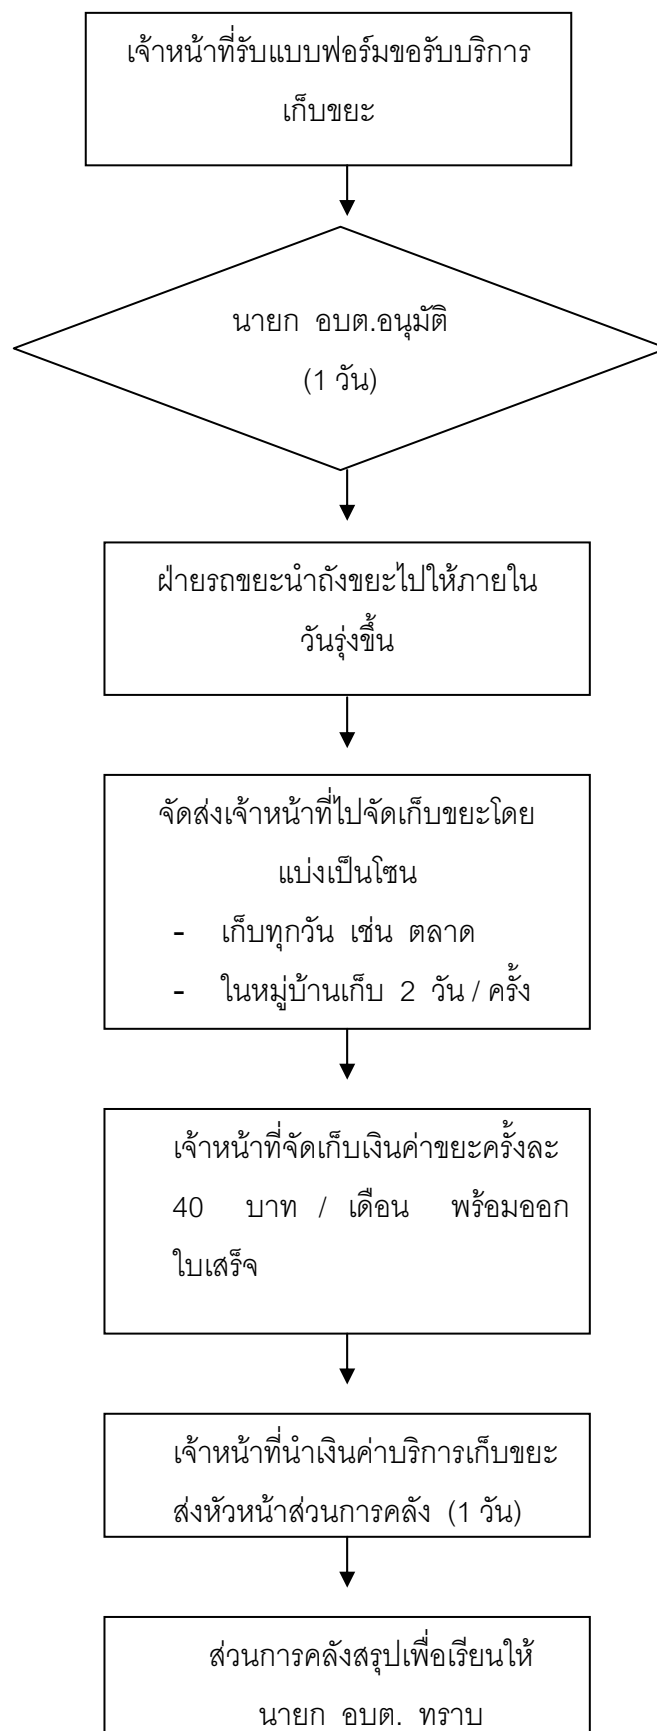 เจ้าหน้าที่รับแบบฟอร์มขอรับบริการ
เก็บขยะ
นายก อบต.อนุมัติ
(1 วัน)
ฝ่ายรถขยะนำถังขยะไปให้ภายใน
วันรุ่งขึ้น
จัดส่งเจ้าหน้าที่ไปจัดเก็บขยะโดย
แบ่งเป็นโซน
- เก็บทุกวัน เช่น ตลาด
- ในหมู่บ้านเก็บ 2 วัน / ครั้ง
เจ้าหน้าที่จัดเก็บเงินค่าขยะครั้งละ
40 บาท / เดือน พร้อมออก
ใบเสร็จ
เจ้าหน้าที่นำเงินค่าบริการเก็บขยะ
ส่งหัวหน้าส่วนการคลัง (1 วัน)
ส่วนการคลังสรุปเพื่อเรียนให้
นายก อบต. ทราบ